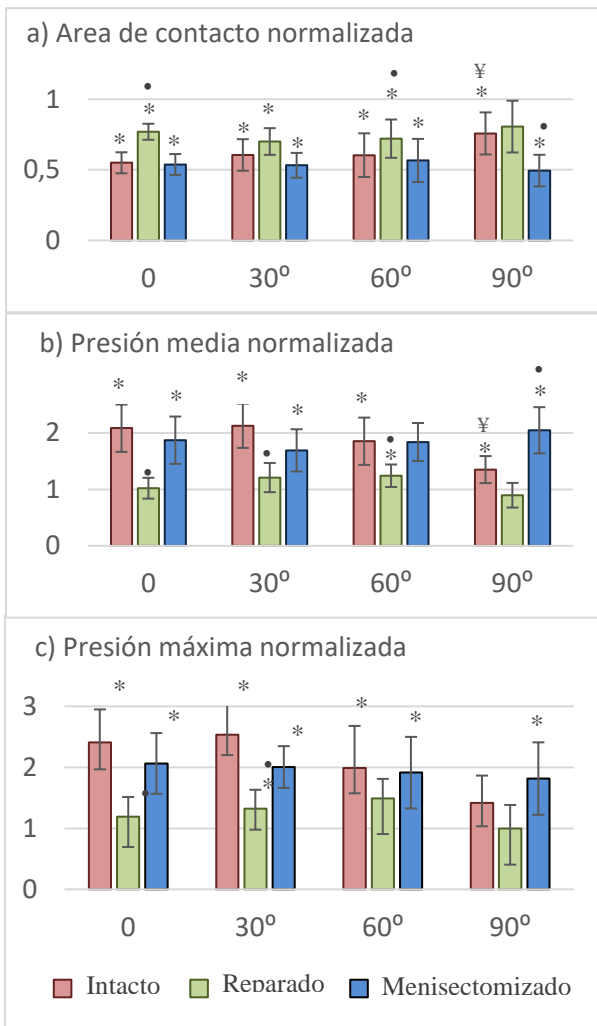 a) Area de contacto normalizada
•
•
¥
* * * * * * * * * * •
*
1
0,5
0
0 30º 60º 90º
b) Presión media normalizada
•
* * * * * ¥ *
• • • * *
2
1
0
0 30º 60º 90º
c) Presión máxima normalizada
* * * * * * *
• *
•
3
2
1
0
0 30º 60º 90º
Intacto Reparado Menisectomizado